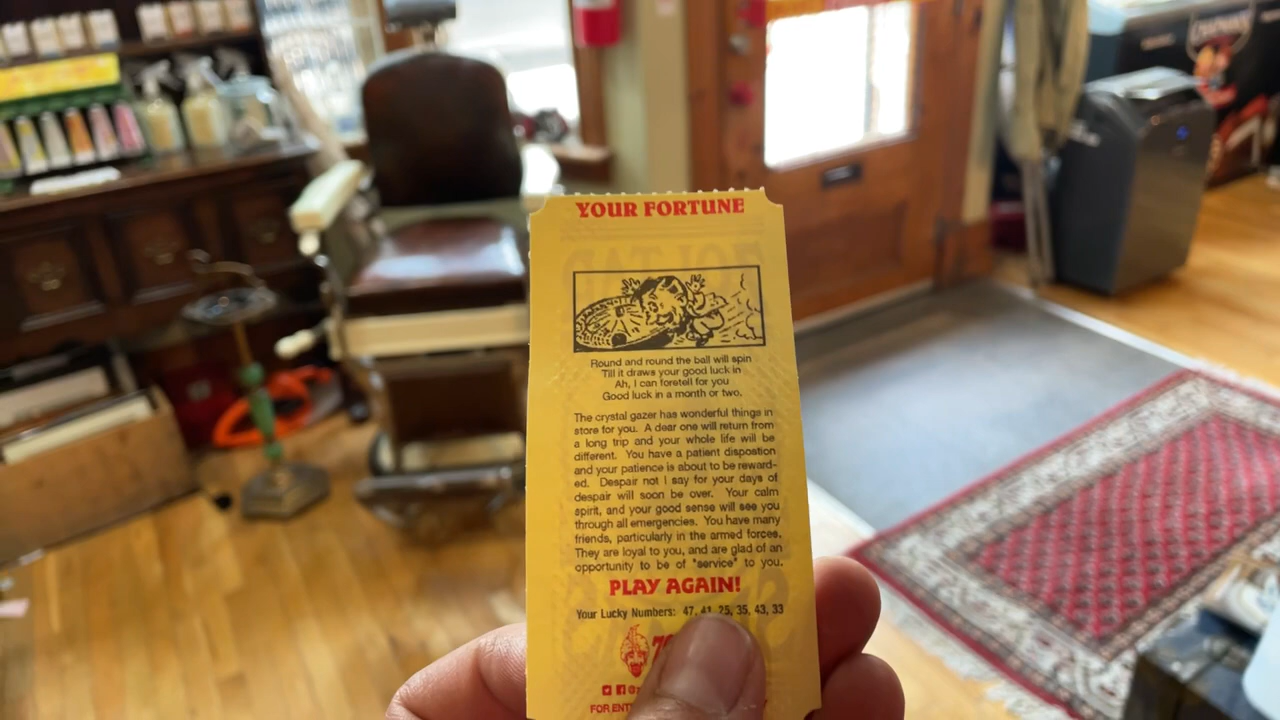 YOUR FORTUNE
Round and round the ball will spin
Till it draws your good luck in
Ah, I can foretell for you
Good luck in a month or two.
The crystal gazer has wonderful things in
store for you. A dear one will return from
a long trip and your whole life will be
different. You have a patient dispostion
and your patience is about to be reward-
ed. Despair not I say for your days of
despair will soon be over. Your calm
spirit, and your good sense will see you
through all emergencies. You have many
friends, particularly in the armed forces.
They are loyal to you, and are glad of an
opportunity to be of "service" to you.
PLAY AGAIN!
Your Lucky Numbers: 47, 41, 25, 35, 43, 33
FOR